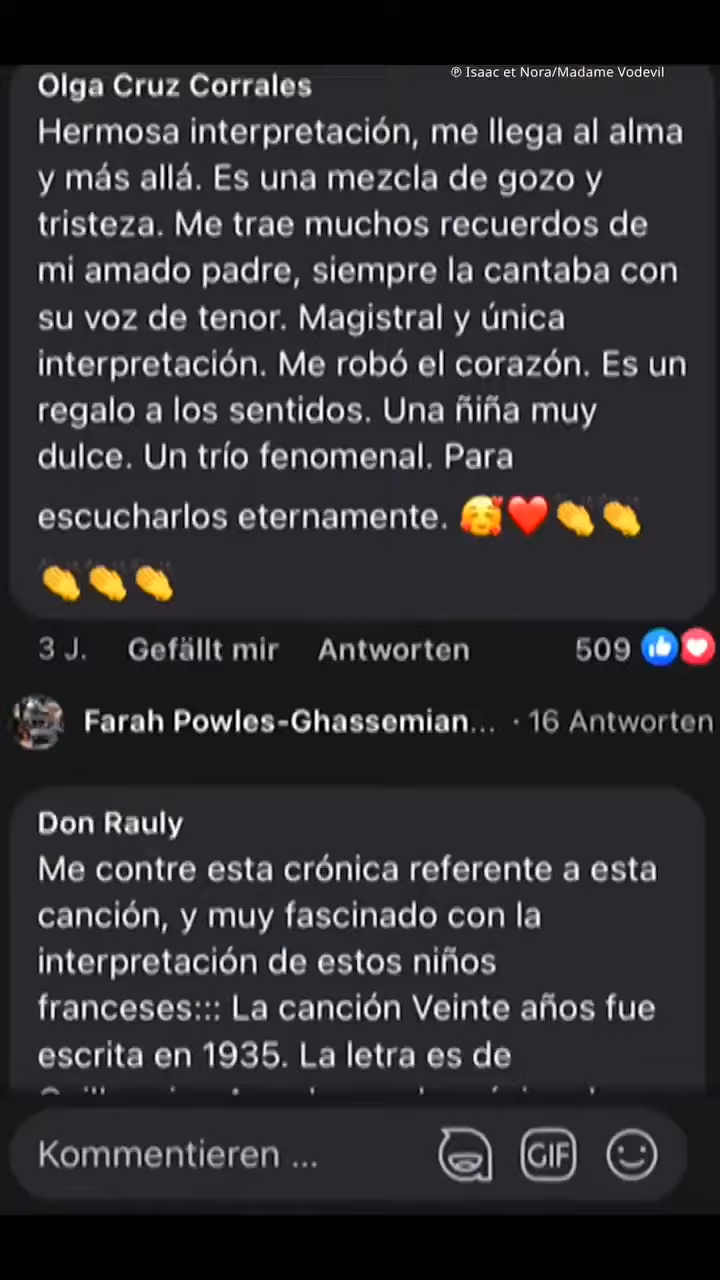 ℗ Isaac et Nora/Madame Vodevil
Olga Cruz Corrales
Hermosa interpretación, me llega al alma
y más allá. Es una mezcla de gozo y
tristeza. Me trae muchos recuerdos de
mi amado padre, siempre la cantaba con
su voz de tenor. Magistral y única
interpretación. Me robó el corazón. Es un
regalo a los sentidos. Una ñiña muy
dulce. Un trío fenomenal. Para
escucharlos eternamente. 🥰❤️👏👏
👏👏👏
3 J. Gefällt mir Antworten 509
Farah Powles-Ghassemian... · 16 Antworten
Don Rauly
Me contre esta crónica referente a esta
canción, y muy fascinado con la
interpretación de estos niños
franceses::: La canción Veinte años fue
escrita en 1935. La letra es de
Kommentieren ...
GIF